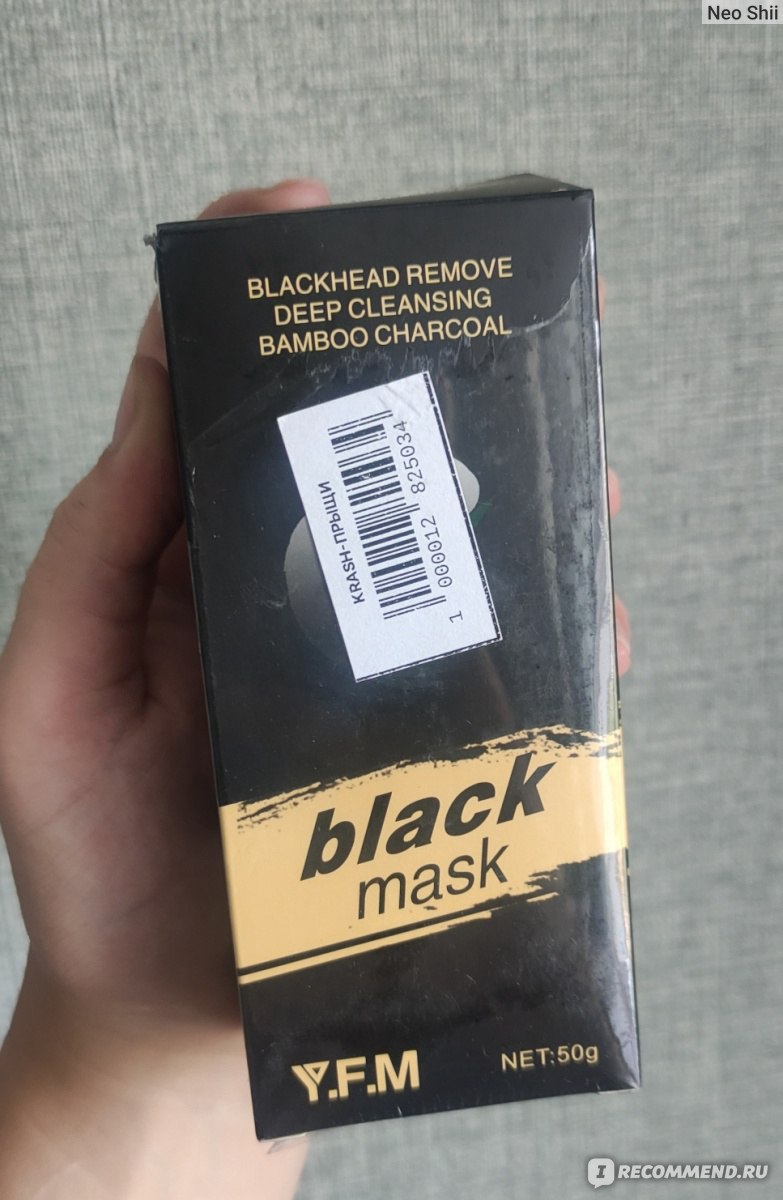 Neo Shii
BLACKHEAD REMOVE
DEEP CLEANSING
BAMBOO CHARCOAL
KRASH-ПРЫЩИ
1 000012 825034
black
mask
Y.F.M
NET:50g
I RECOMMEND.RU